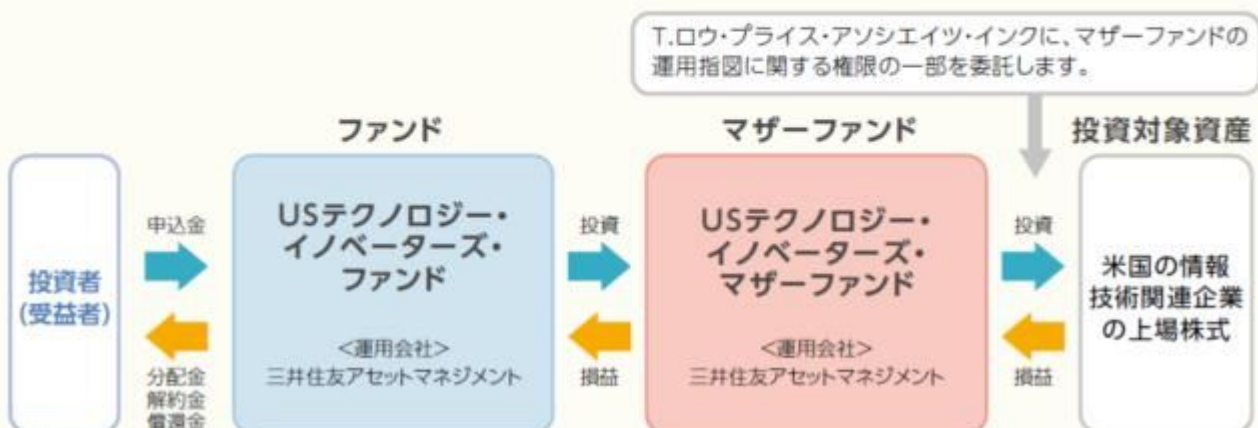 T.ロウ・プライス・アソシエイツ・インクに、マザーファンドの
運用指図に関する権限の一部を委託します。
ファンド
マザーファンド
投資対象資産
投資者
(受益者)
申込金
分配金
解約金
償還金
USテクノロジー・
イノベーターズ・
ファンド
<運用会社>
三井住友アセットマネジメント
投資
損益
USテクノロジー・
イノベーターズ・
マザーファンド
<運用会社>
三井住友アセットマネジメント
投資
損益
米国の情報
技術関連企業
の上場株式